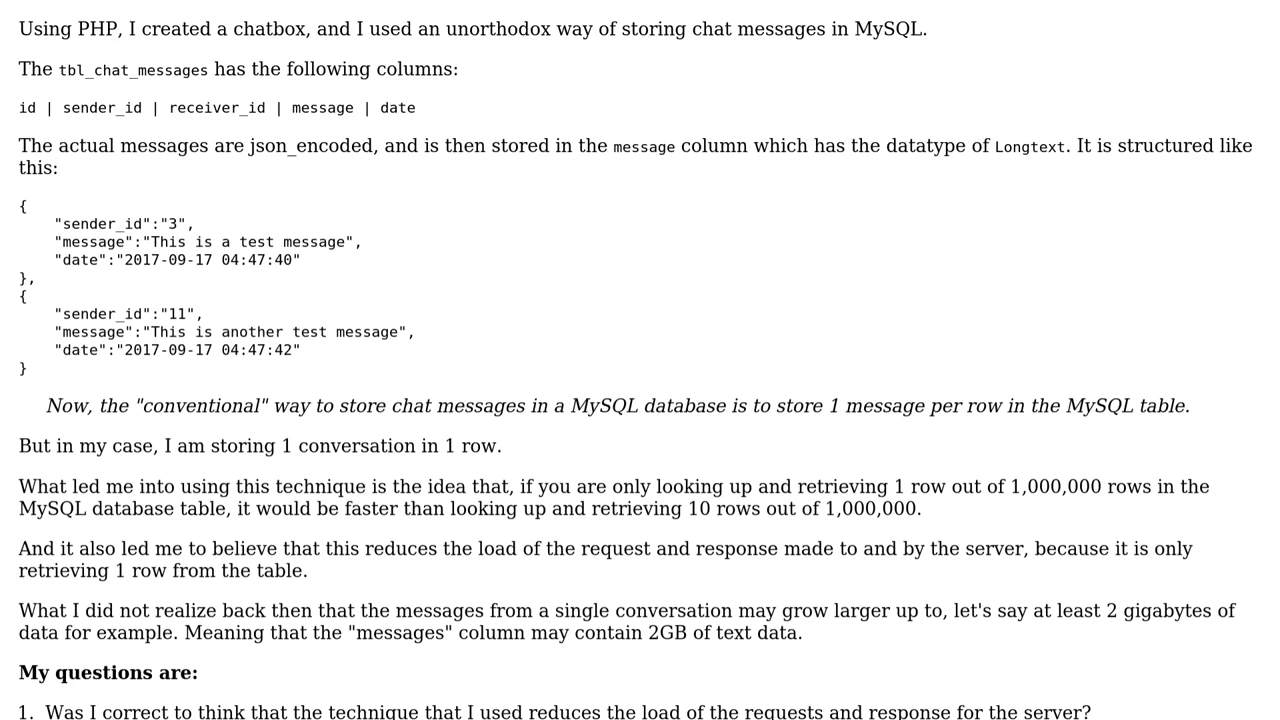 Using PHP, I created a chatbox, and I used an unorthodox way of storing chat messages in MySQL.
The tbl_chat_messages has the following columns:
id | sender_id | receiver_id | message | date
The actual messages are json_encoded, and is then stored in the message column which has the datatype of Longtext. It is structured like
this:
{
    "sender_id":"3",
    "message":"This is a test message",
    "date":"2017-09-17 04:47:40"
},
{
    "sender_id":"11",
    "message":"This is another test message",
    "date":"2017-09-17 04:47:42"
}
Now, the "conventional" way to store chat messages in a MySQL database is to store 1 message per row in the MySQL table.
But in my case, I am storing 1 conversation in 1 row.
What led me into using this technique is the idea that, if you are only looking up and retrieving 1 row out of 1,000,000 rows in the
MySQL database table, it would be faster than looking up and retrieving 10 rows out of 1,000,000.
And it also led me to believe that this reduces the load of the request and response made to and by the server, because it is only
retrieving 1 row from the table.
What I did not realize back then that the messages from a single conversation may grow larger up to, let's say at least 2 gigabytes of
data for example. Meaning that the "messages" column may contain 2GB of text data.
My questions are:
1. Was I correct to think that the technique that I used reduces the load of the requests and response for the server?